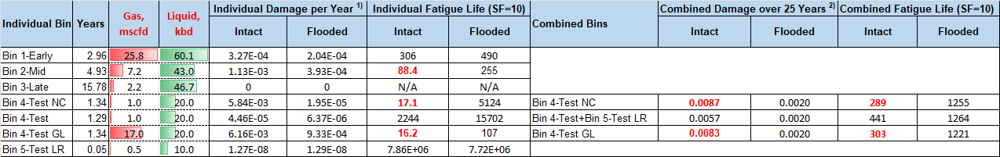 Individual Bin Years Gas, mscfd Liquid, kbd Individual Damage per Year 1) Individual Fatigue Life (SF=10) Combined Bins Combined Damage over 25 Years 2) Combined Fatigue Life (SF=10)
Intact Flooded Intact Flooded Intact Flooded Intact Flooded
Bin 1-Early 2.96 25.8 60.1 3.27E-04 2.04E-04 306 490
Bin 2-Mid 4.93 7.2 43.0 1.13E-03 3.93E-04 88.4 255
Bin 3-Late 15.78 2.2 46.7 0 0 N/A N/A
Bin 4-Test NC 1.34 1.0 20.0 5.84E-03 1.95E-05 17.1 5124 Bin 4-Test NC 0.0087 0.0020 289 1255
Bin 4-Test 1.29 1.0 20.0 4.46E-05 6.37E-06 2244 15702 Bin 4-Test+Bin 5-Test LR 0.0057 0.0020 441 1264
Bin 4-Test GL 1.34 17.0 20.0 6.16E-03 9.33E-04 16.2 107 Bin 4-Test GL 0.0083 0.0020 303 1221
Bin 5-Test LR 0.05 0.5 10.0 1.27E-08 1.29E-08 7.86E+06 7.72E+06